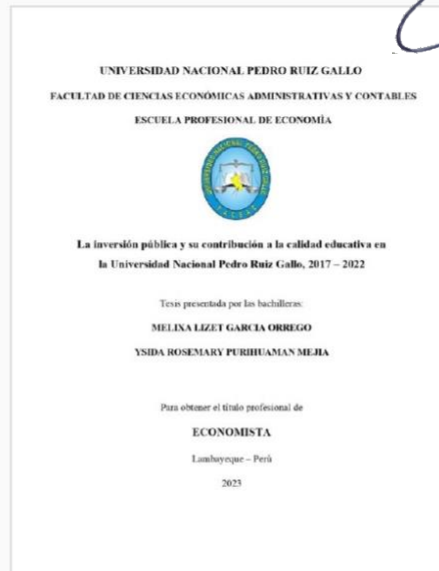 UNIVERSIDAD NACIONAL PEDRO RUIZ GALLO
FACULTAD DE CIENCIAS ECONÓMICAS ADMINISTRATIVAS Y CONTABLES
ESCUELA PROFESIONAL DE ECONOMÍA
La inversión pública y su contribución a la calidad educativa en
la Universidad Nacional Pedro Ruiz Gallo, 2017 – 2022
Tesis presentada por las bachilleras:
MELIXA LIZET GARCIA ORREGO
YSIDA ROSEMARY PURIHUAMAN MEJIA
Para obtener el título profesional de
ECONOMISTA
Lambayeque – Perú
2023